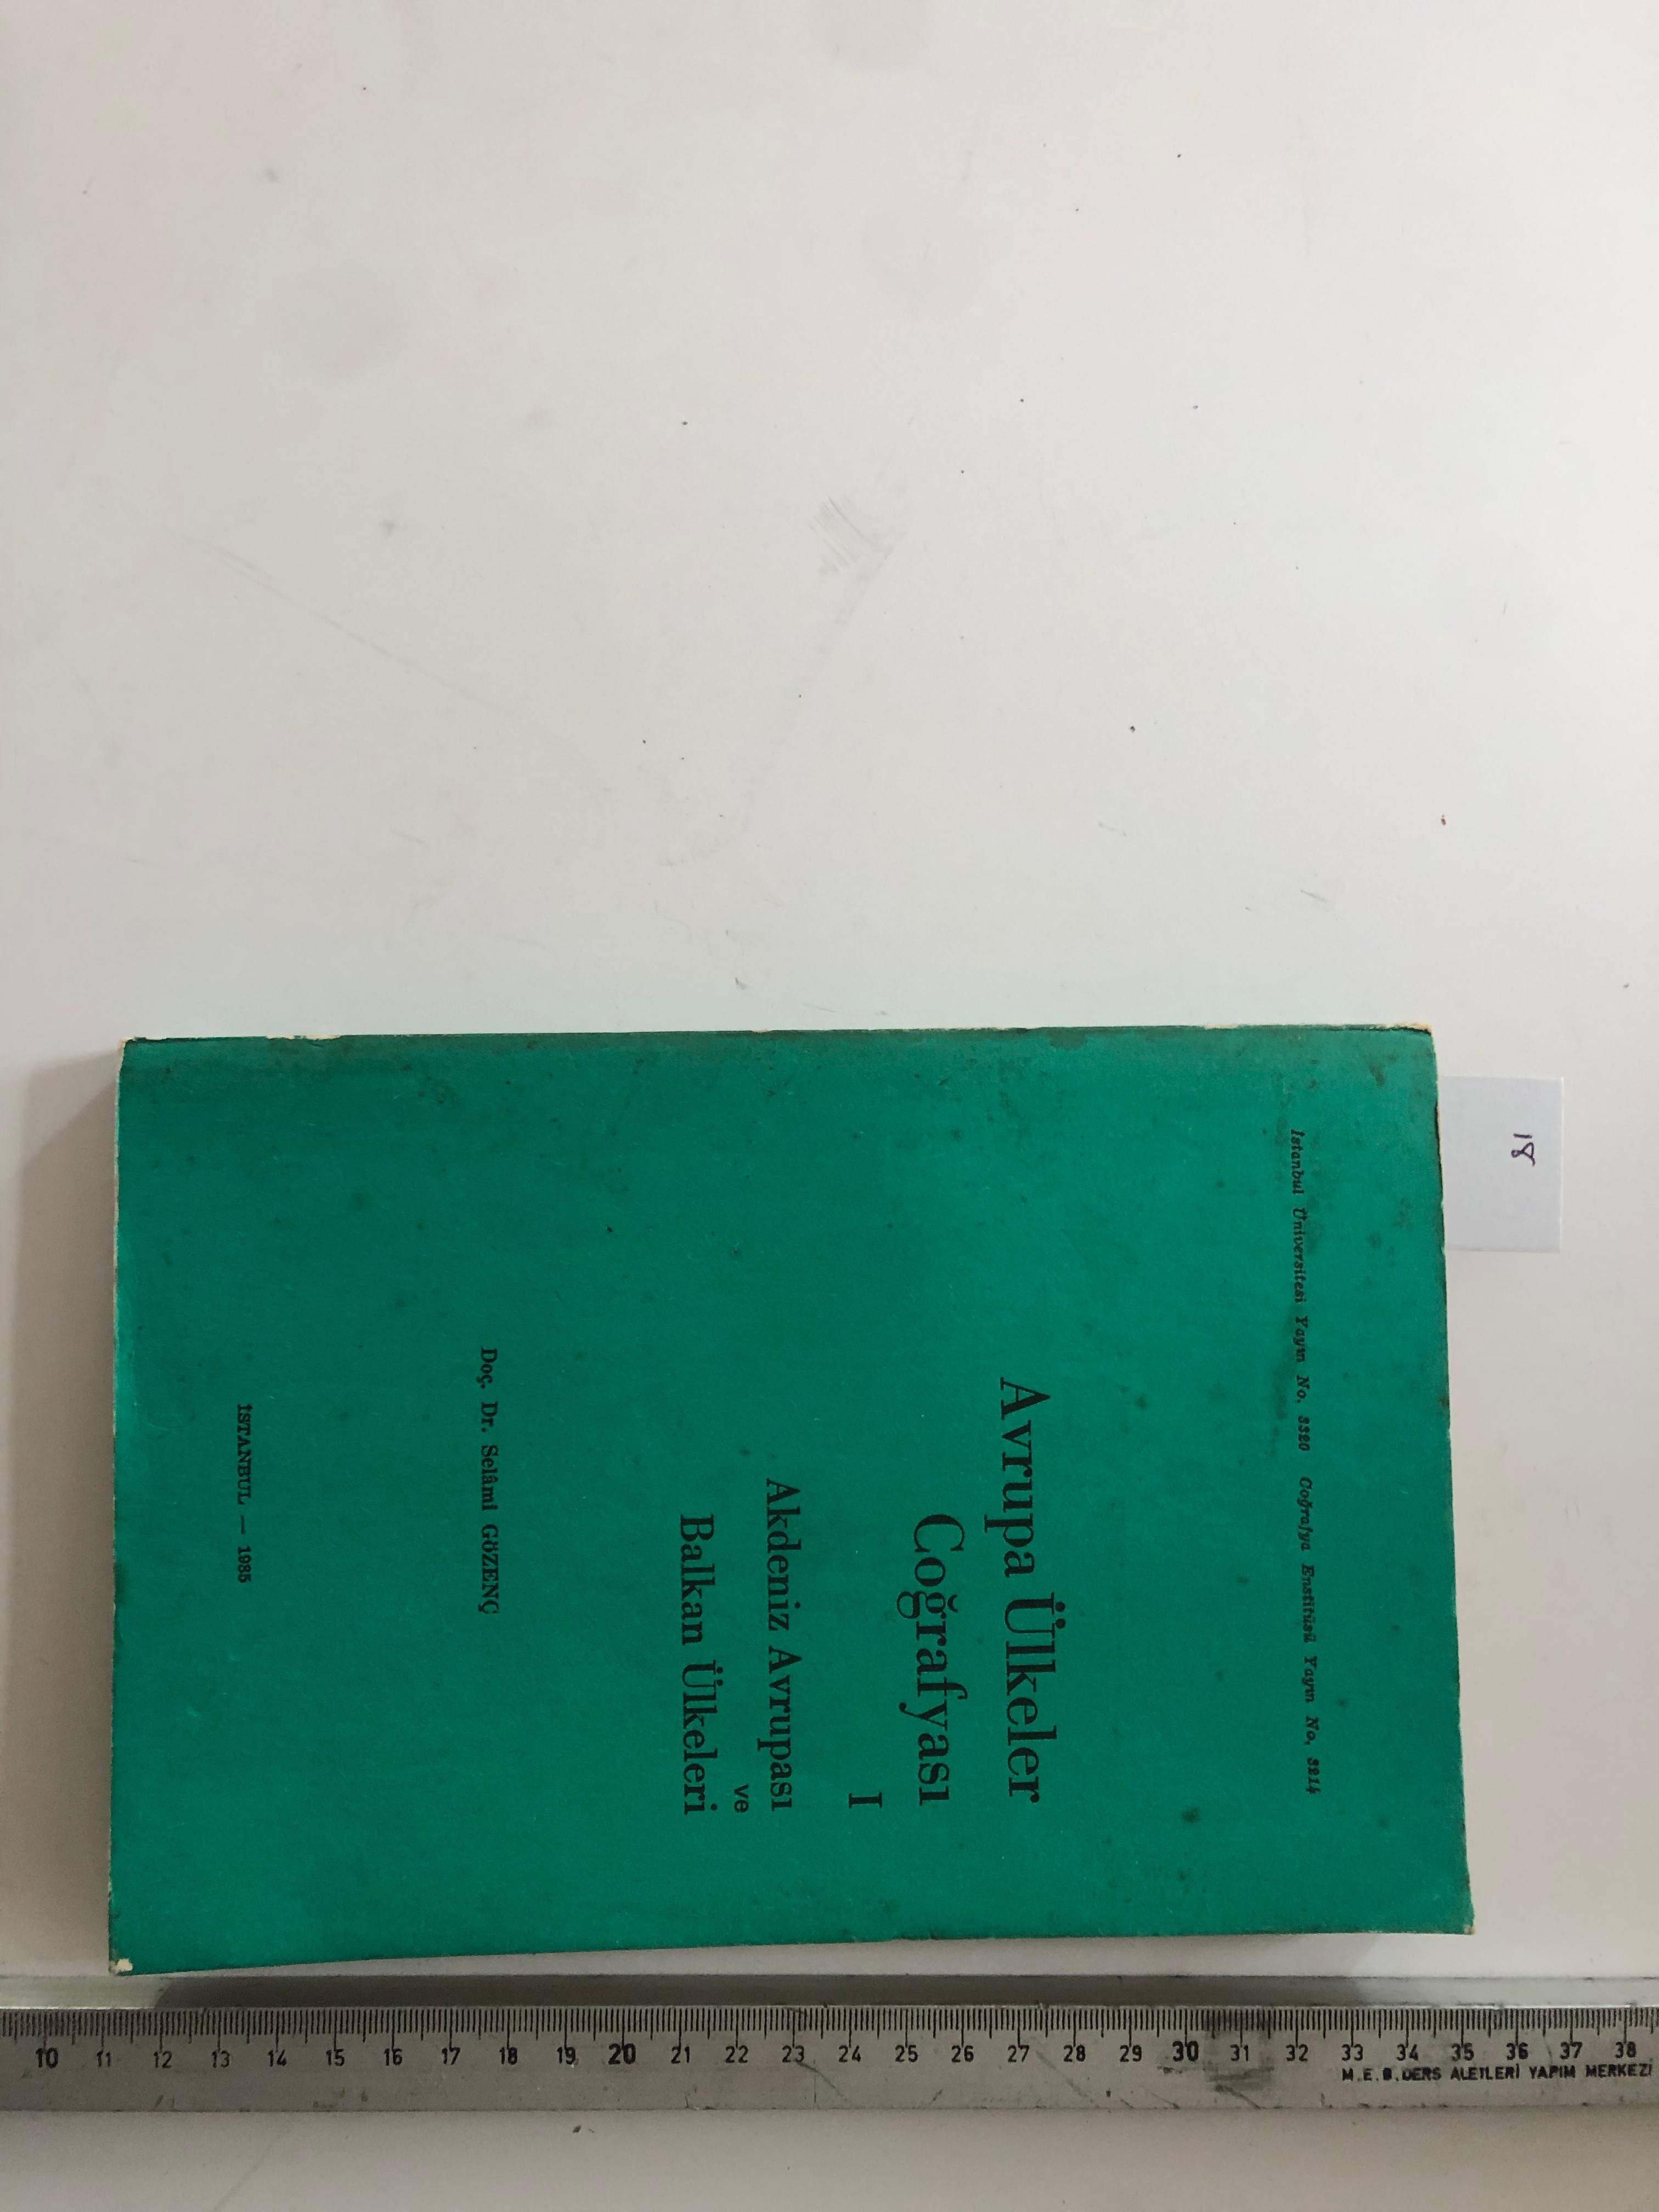 İstanbul Üniversitesi Yayın No. 3320 Coğrafya Enstitüsü Yayın No. 3214
Avrupa Ülkeler
Coğrafyası
I
Akdeniz Avrupası
ve
Balkan Ülkeleri
Doç. Dr. Selâmi GÖZENÇ
İSTANBUL — 1985
10 11 12 13 14 15 16 17 18 19 20 21 22 23 24 25 26 27 28 29 30 31 32 33 34 35 36 37 38
M.E.B. DERS ALETLERİ YAPIM MERKEZİ